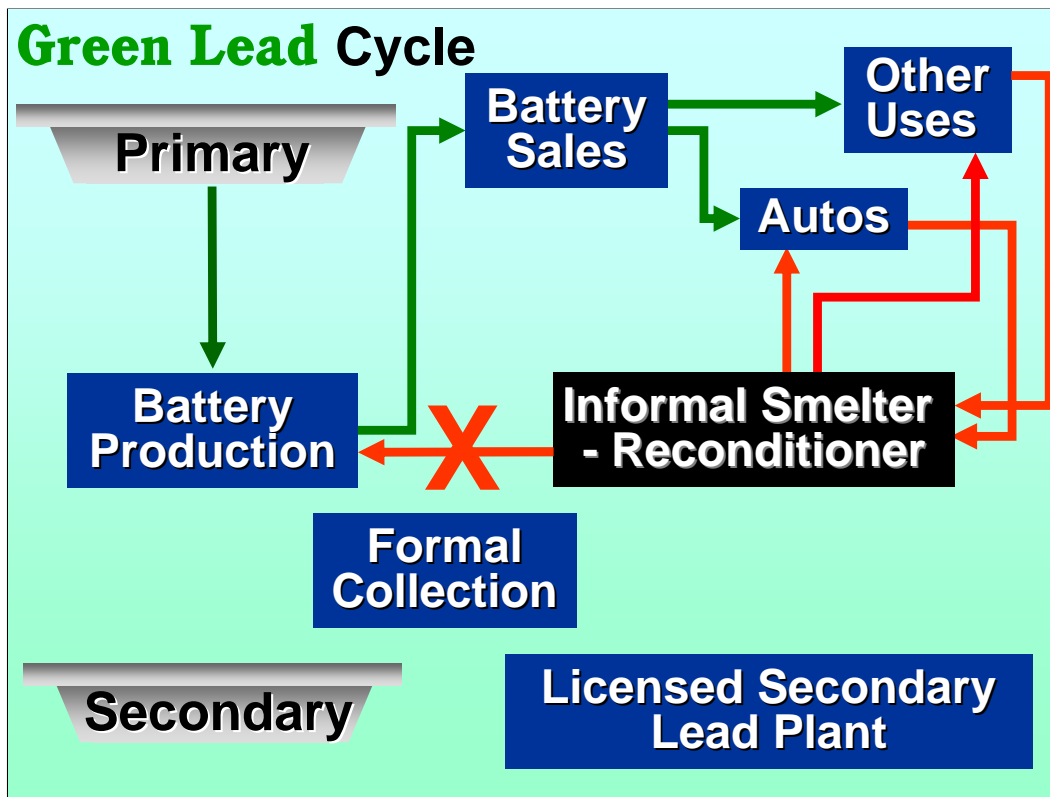 Green Lead Cycle
Primary
Battery
Sales
Other
Uses
Autos
Battery
Production
X
Informal Smelter
- Reconditioner
Formal
Collection
Secondary
Licensed Secondary
Lead Plant